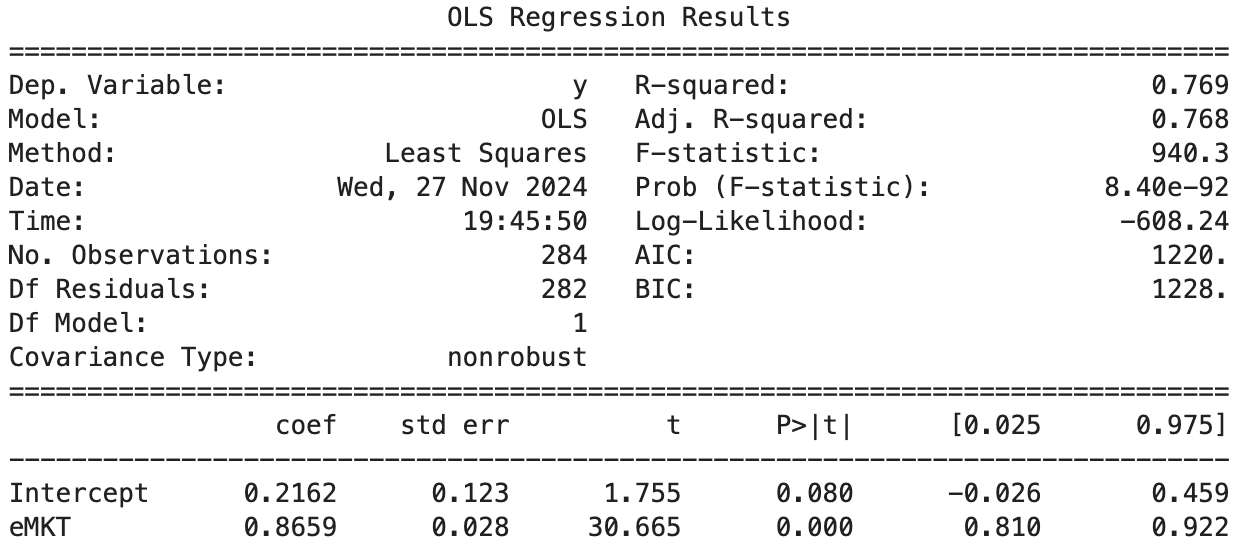 OLS Regression Results
==============================================================================
Dep. Variable:                      y   R-squared:                       0.769
Model:                            OLS   Adj. R-squared:                  0.768
Method:                 Least Squares   F-statistic:                     940.3
Date:                Wed, 27 Nov 2024   Prob (F-statistic):           8.40e-92
Time:                        19:45:50   Log-Likelihood:                -608.24
No. Observations:                 284   AIC:                             1220.
Df Residuals:                     282   BIC:                             1228.
Df Model:                           1
Covariance Type:            nonrobust
==============================================================================
                 coef    std err          t      P>|t|      [0.025      0.975]
------------------------------------------------------------------------------
Intercept      0.2162      0.123      1.755      0.080      -0.026       0.459
eMKT           0.8659      0.028     30.665      0.000       0.810       0.922